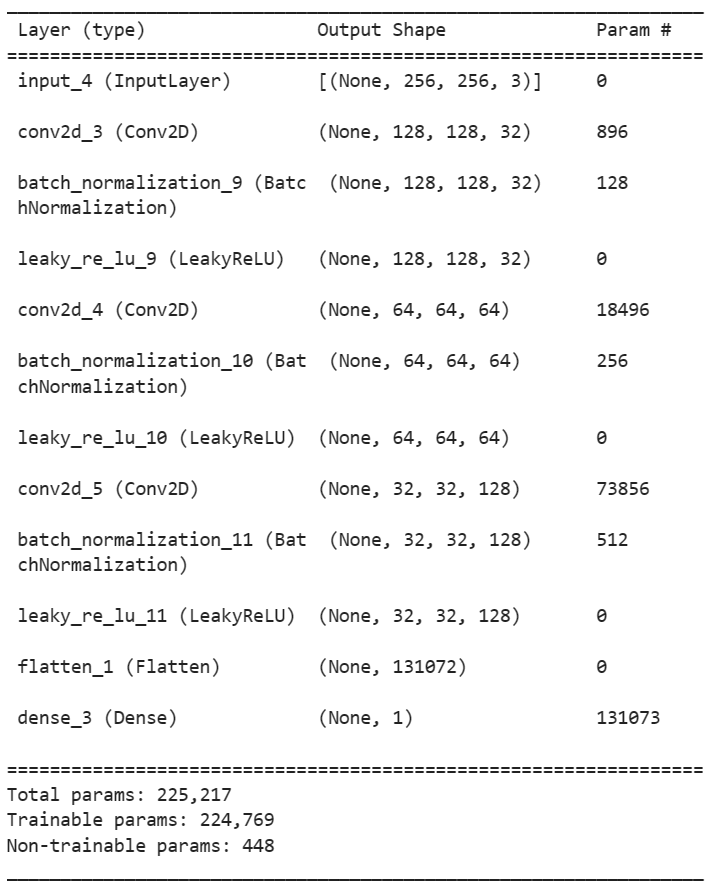 Layer (type) Output Shape Param #
input_4 (InputLayer) [(None, 256, 256, 3)] 0
conv2d_3 (Conv2D) (None, 128, 128, 32) 896
batch_normalization_9 (Batc (None, 128, 128, 32) 128
hNormalization)
leaky_re_lu_9 (LeakyReLU) (None, 128, 128, 32) 0
conv2d_4 (Conv2D) (None, 64, 64, 64) 18496
batch_normalization_10 (Bat (None, 64, 64, 64) 256
chNormalization)
leaky_re_lu_10 (LeakyReLU) (None, 64, 64, 64) 0
conv2d_5 (Conv2D) (None, 32, 32, 128) 73856
batch_normalization_11 (Bat (None, 32, 32, 128) 512
chNormalization)
leaky_re_lu_11 (LeakyReLU) (None, 32, 32, 128) 0
flatten_1 (Flatten) (None, 131072) 0
dense_3 (Dense) (None, 1) 131073
Total params: 225,217
Trainable params: 224,769
Non-trainable params: 448